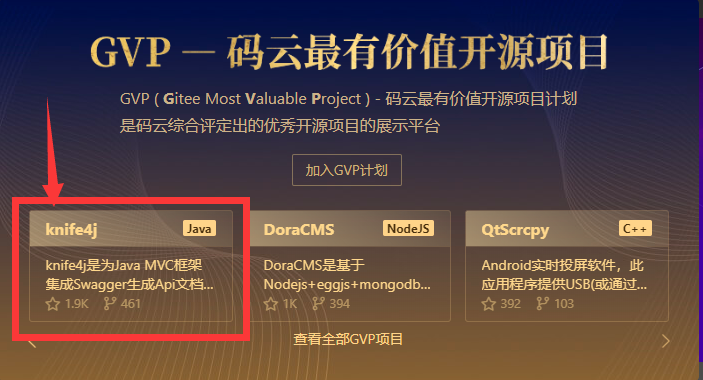 GVP — 码云最有价值开源项目
GVP ( Gitee Most Valuable Project ) - 码云最有价值开源项目计划
是码云综合评定出的优秀开源项目的展示平台
加入GVP计划
knife4j
Java
knife4j是为Java MVC框架
集成Swagger生成Api文档...
1.9K
461
DoraCMS
NodeJS
DoraCMS是基于
Nodejs+eggjs+mongodb...
1K
394
QtScrcpy
C++
Android实时投屏软件，此
应用程序提供USB(或通过...
392
103
查看全部GVP项目